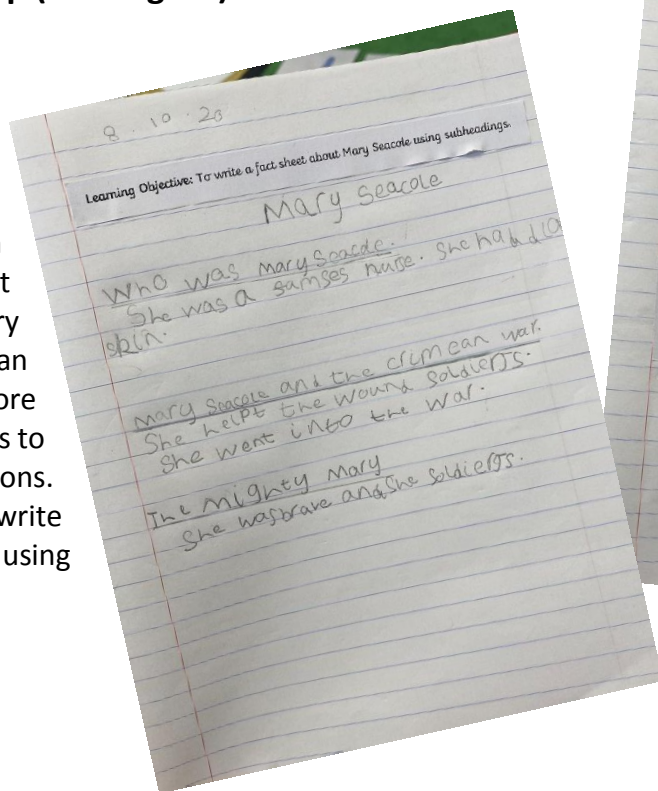 8.10.20
Learning Objective: To write a fact sheet about Mary Seacole using subheadings.
Mary Seacole
Who was Mary Seacole.
She was a nurse. She had
skin.
Mary Seacole and the crimean war.
She helpt the wound soldiers.
She went into the war.
The mighty Mary
She was brave and She soldiers.
t
ry
an
ore
s to
ons.
write
using